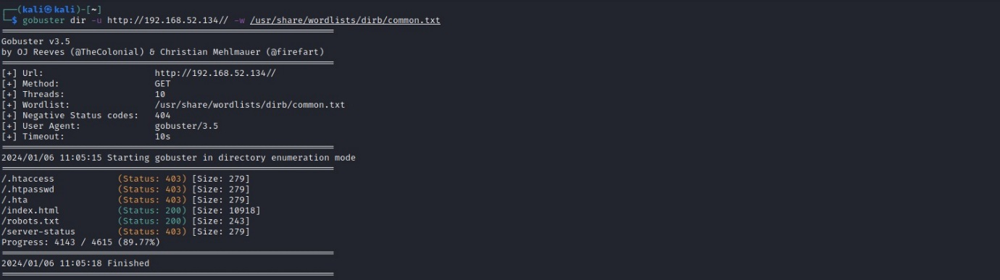 ┌──(kali㉿kali)-[~]
└─$ gobuster dir -u http://192.168.52.134// -w /usr/share/wordlists/dirb/common.txt
===============================================================
Gobuster v3.5
by OJ Reeves (@TheColonial) & Christian Mehlmauer (@firefart)
===============================================================
[+] Url:                     http://192.168.52.134//
[+] Method:                  GET
[+] Threads:                 10
[+] Wordlist:                /usr/share/wordlists/dirb/common.txt
[+] Negative Status codes:   404
[+] User Agent:              gobuster/3.5
[+] Timeout:                 10s
===============================================================
2024/01/06 11:05:15 Starting gobuster in directory enumeration mode
===============================================================
/.htaccess            (Status: 403) [Size: 279]
/.htpasswd            (Status: 403) [Size: 279]
/.hta                 (Status: 403) [Size: 279]
/index.html           (Status: 200) [Size: 10918]
/robots.txt           (Status: 200) [Size: 243]
/server-status        (Status: 403) [Size: 279]
Progress: 4143 / 4615 (89.77%)
===============================================================
2024/01/06 11:05:18 Finished
===============================================================